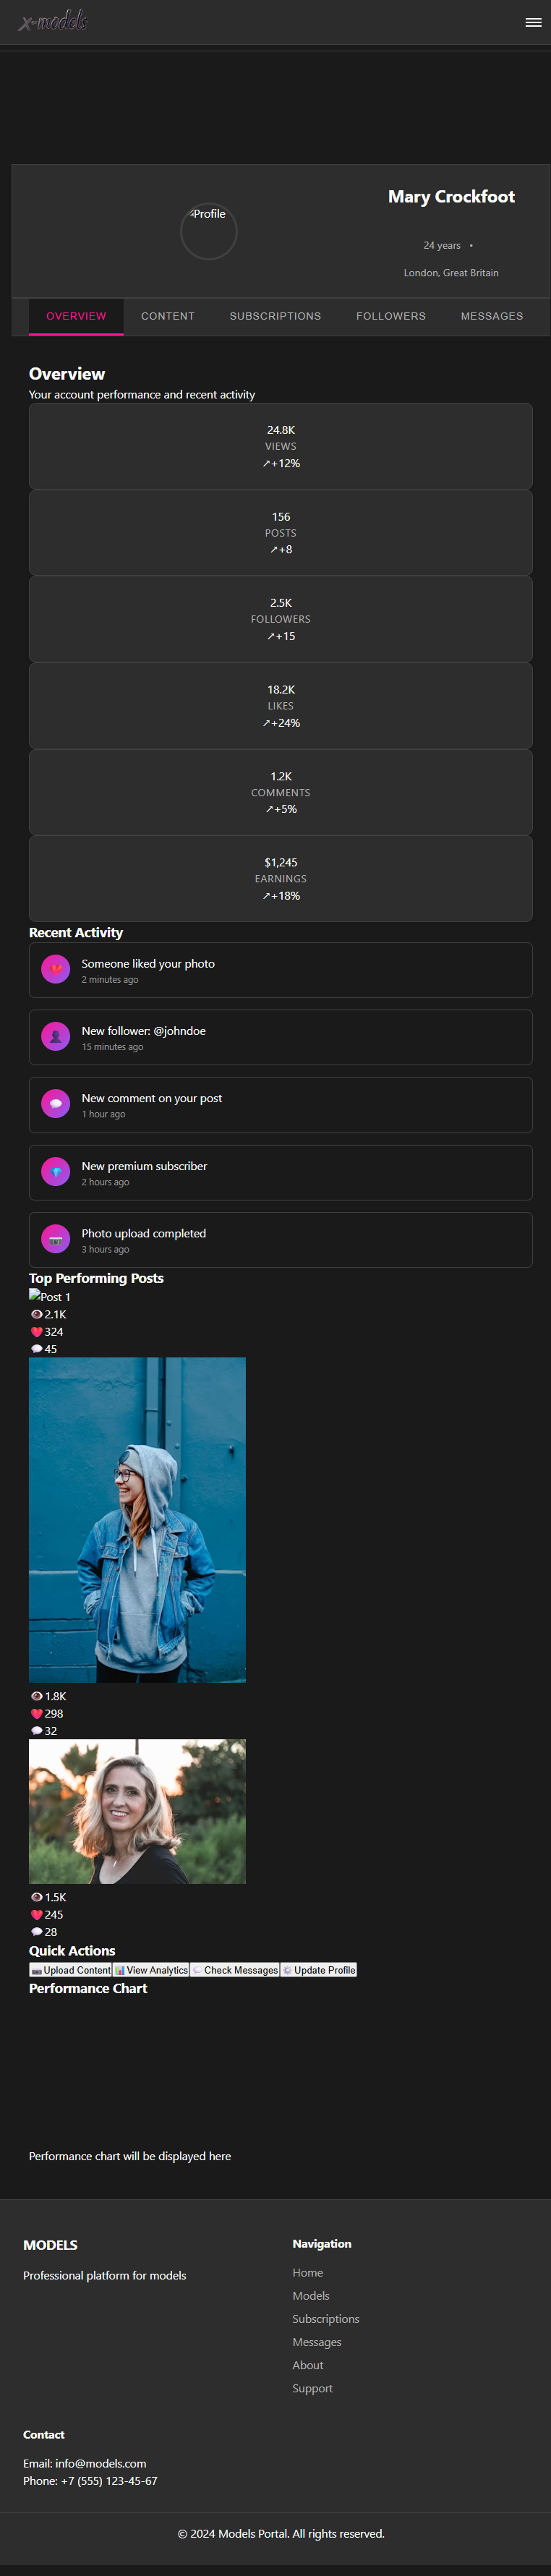 x-models
Profile
Mary Crockfoot
24 years •
London, Great Britain
OVERVIEW CONTENT SUBSCRIPTIONS FOLLOWERS MESSAGES
Overview
Your account performance and recent activity
24.8K
VIEWS
↗+12%
156
POSTS
↗+8
2.5K
FOLLOWERS
↗+15
18.2K
LIKES
↗+24%
1.2K
COMMENTS
↗+5%
$1,245
EARNINGS
↗+18%
Recent Activity
Someone liked your photo
2 minutes ago
New follower: @johndoe
15 minutes ago
New comment on your post
1 hour ago
New premium subscriber
2 hours ago
Photo upload completed
3 hours ago
Top Performing Posts
Post 1
2.1K
324
45
1.8K
298
32
1.5K
245
28
Quick Actions
Upload Content View Analytics Check Messages Update Profile
Performance Chart
Performance chart will be displayed here
MODELS
Professional platform for models
Navigation
Home
Models
Subscriptions
Messages
About
Support
Contact
Email: info@models.com
Phone: +7 (555) 123-45-67
© 2024 Models Portal. All rights reserved.